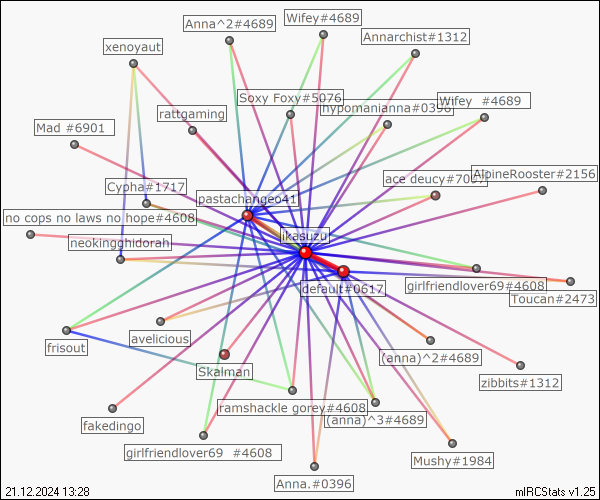 Anna^2#4689
Wifey#4689
Annarchist#1312
xenoyaut
Soxy Foxy#5076
hypomanianna#0396
Wifey  #4689
rattgaming
Mad #6901
AlpineRooster#2156
ace deucy#7077
Cypha#1717
pastachangeo41
no cops no laws no hope#4608
ikasuzu
neokingghidorah
default#0617
girlfriendlover69#4608
Toucan#2473
frisout
avelicious
(anna)^2#4689
Skalman
zibbits#1312
ramshackle gorey#4608
(anna)^3#4689
fakedingo
girlfriendlover69  #4608
Mushy#1984
Anna.#0396
21.12.2024 13:28
mIRCStats v1.25